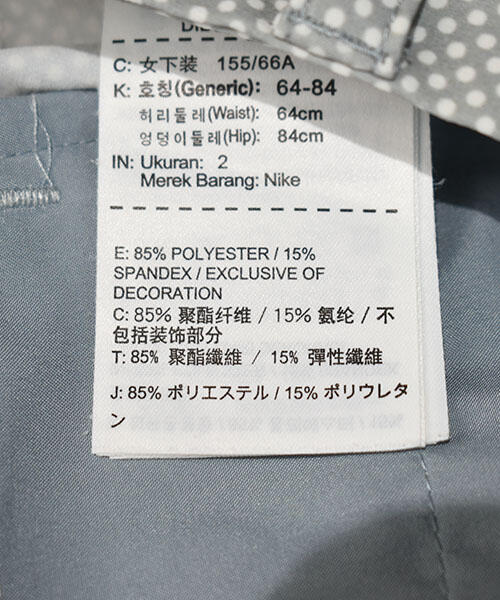 C: 女下装 155/66A
K: 호칭(Generic): 64-84
허리둘레(Waist): 64cm
엉덩이둘레(Hip): 84cm
IN: Ukuran: 2
Merek Barang: Nike
E: 85% POLYESTER / 15%
SPANDEX / EXCLUSIVE OF
DECORATION
C: 85% 聚酯纤维 / 15% 氨纶 / 不
包括装饰部分
T: 85% 聚酯纖維 / 15% 彈性纖維
J: 85% ポリエステル / 15% ポリウレタ
ン